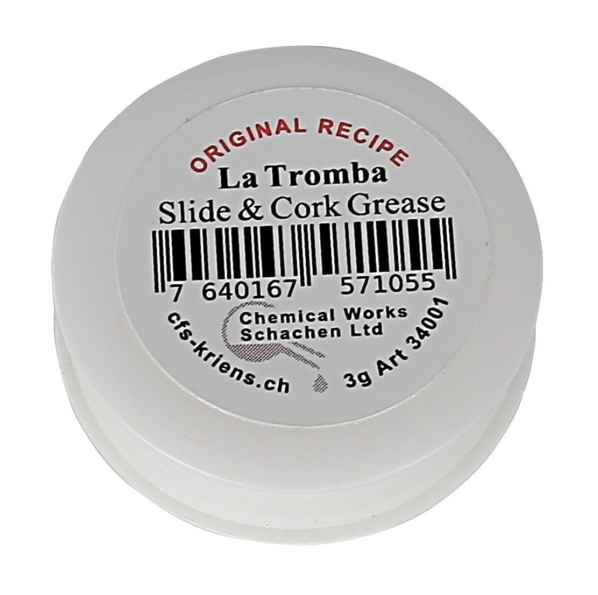 ORIGINAL RECIPE
La Tromba
Slide & Cork Grease
7 640167 571055
Chemical Works
Schachen Ltd
cfs-kriens.ch
3g Art 34001